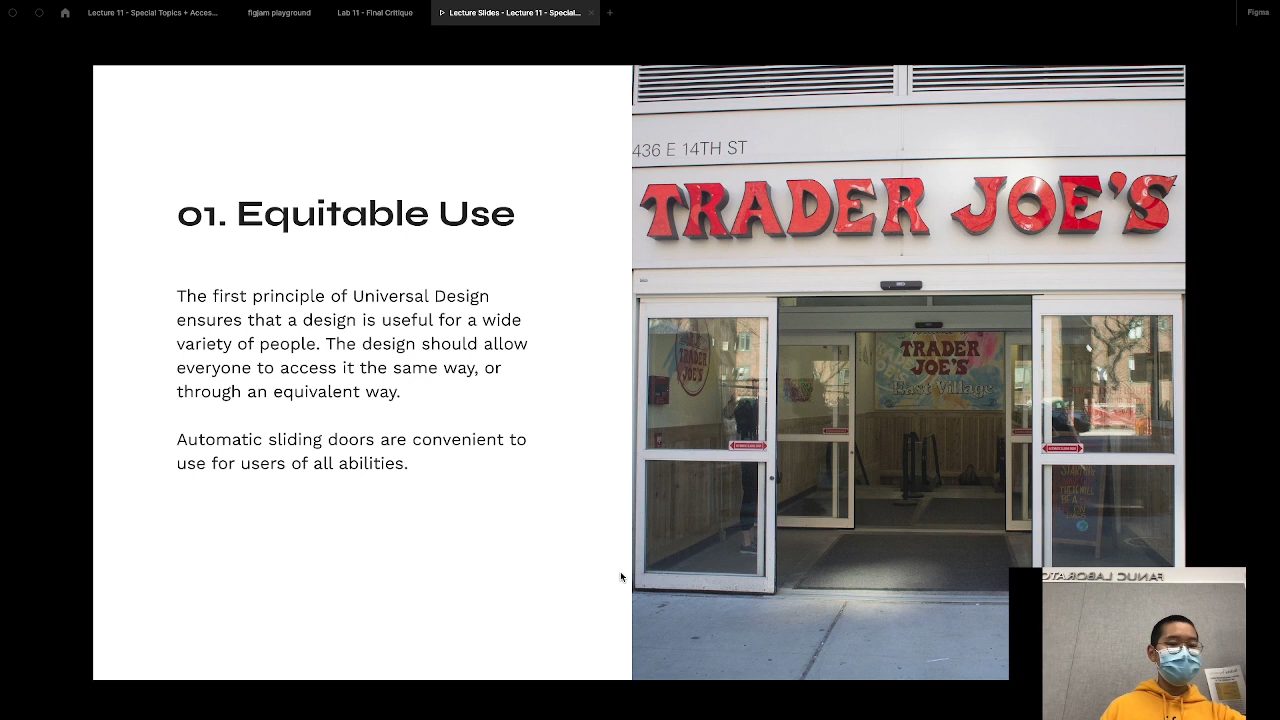 Lecture 11 - Special Topics + Acces...
figjam playground
Lab 11 - Final Critique
Lecture Slides - Lecture 11 - Special...
Figma
01. Equitable Use
The first principle of Universal Design
ensures that a design is useful for a wide
variety of people. The design should allow
everyone to access it the same way, or
through an equivalent way.
Automatic sliding doors are convenient to
use for users of all abilities.
436 E 14TH ST
TRADER JOE'S
TRADER
JOE'S
East Village
FANUC LABORATO